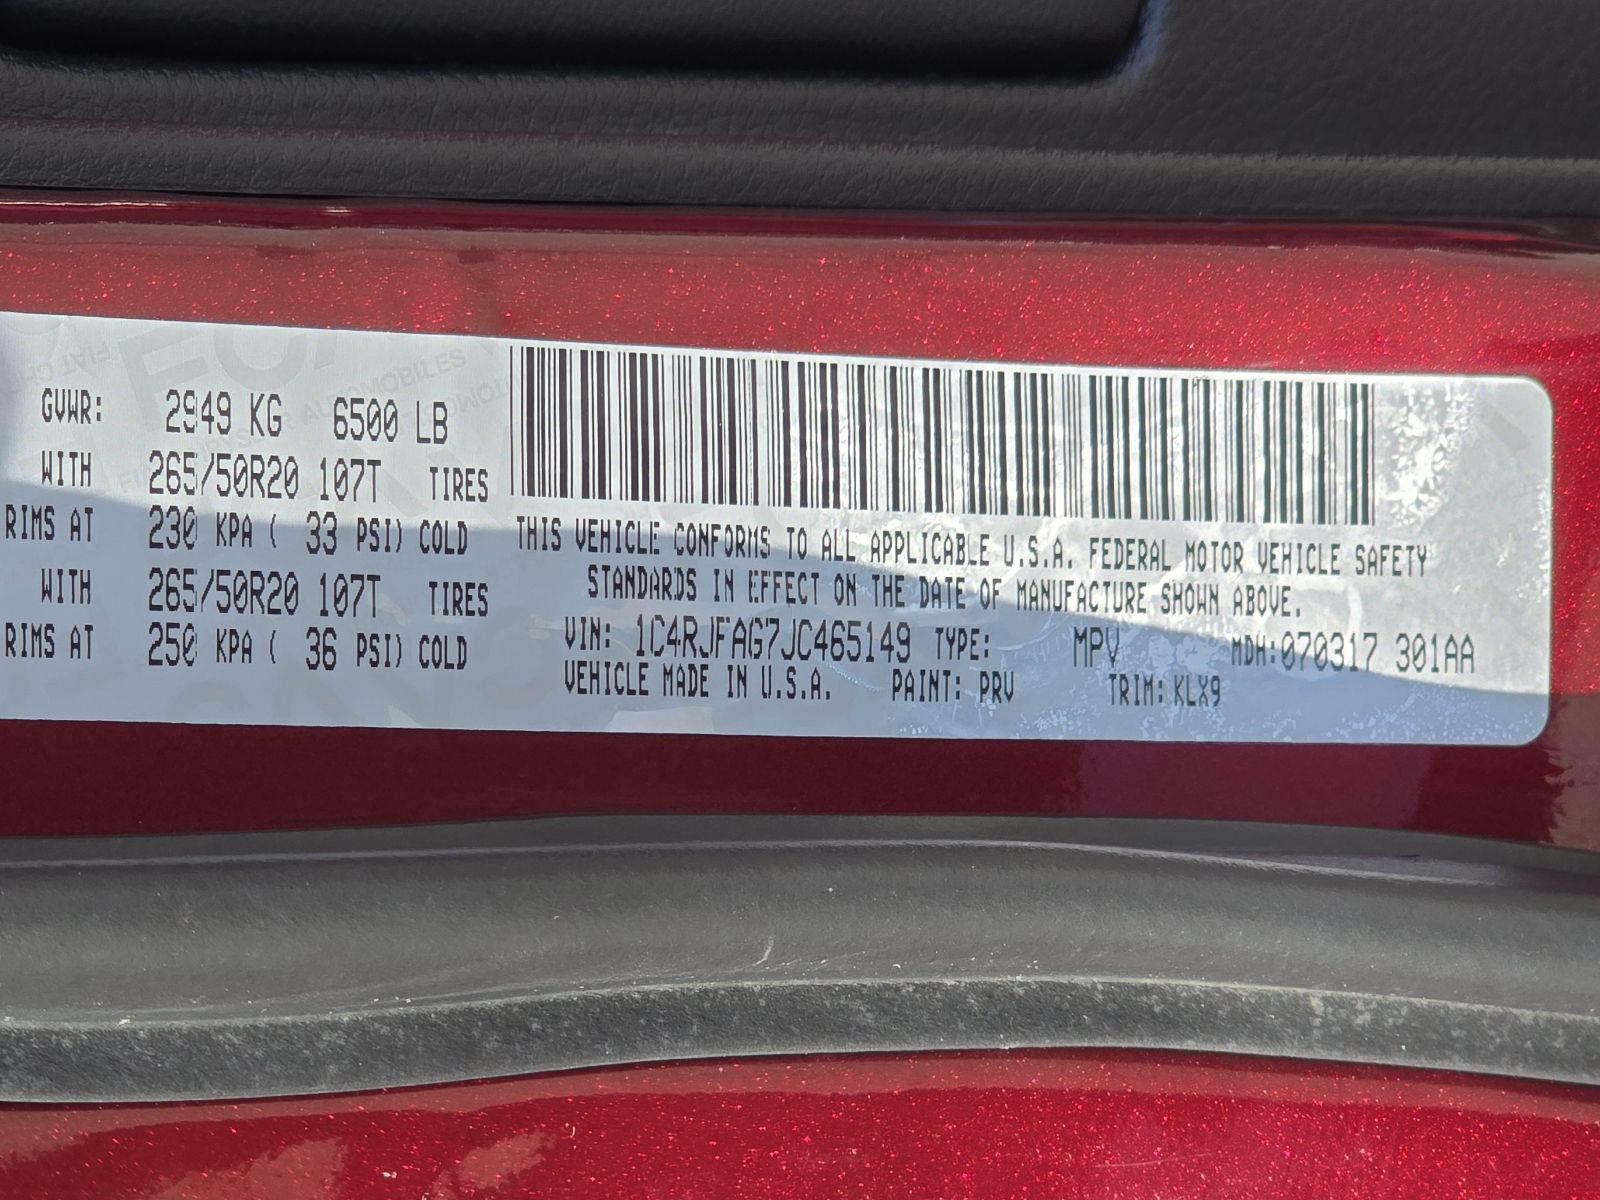 GVWR: 2949 KG 6500 LB
WITH 265/50R20 107T TIRES
RIMS AT 230 KPA ( 33 PSI) COLD
WITH 265/50R20 107T TIRES
RIMS AT 250 KPA ( 36 PSI) COLD
THIS VEHICLE CONFORMS TO ALL APPLICABLE U.S.A. FEDERAL MOTOR VEHICLE SAFETY
STANDARDS IN EFFECT ON THE DATE OF MANUFACTURE SHOWN ABOVE.
VIN: 1C4RJFAG7JC465149 TYPE: MPV MDH:070317 301AA
VEHICLE MADE IN U.S.A. PAINT: PRV TRIM: KLX9